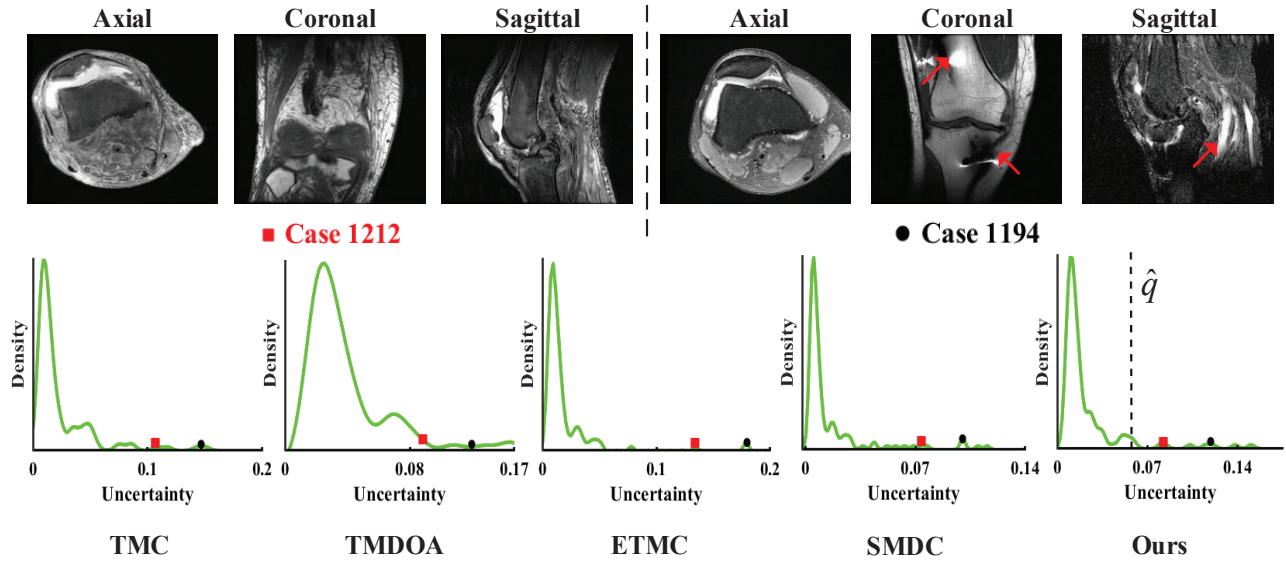 Axial Coronal Sagittal Axial Coronal Sagittal
Case 1212 Case 1194
Density Density Density Density Density q̂
0 0.1 0.2 0 0.08 0.17 0 0.1 0.2 0 0.07 0.14 0 0.07 0.14
Uncertainty Uncertainty Uncertainty Uncertainty Uncertainty
TMC TMDOA ETMC SMDC Ours